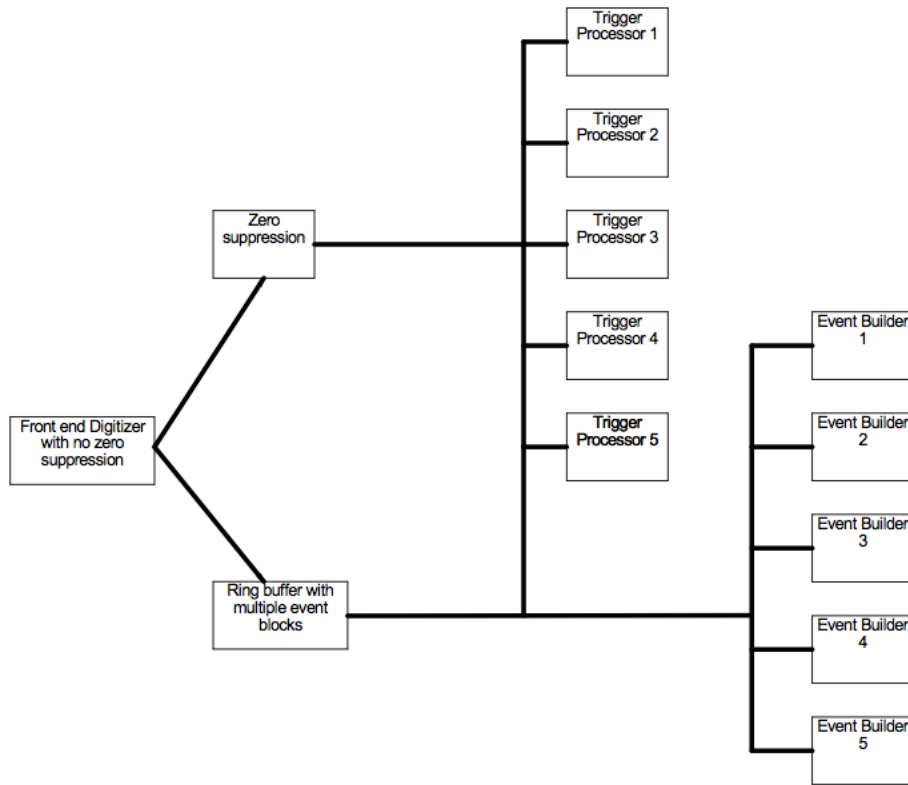 Trigger
Processor 1
Trigger
Processor 2
Zero
suppression
Trigger
Processor 3
Trigger
Processor 4
Event Builder
1
Front end Digitizer
with no zero
suppression
Trigger
Processor 5
Event Builder
2
Event Builder
3
Ring buffer with
multiple event
blocks
Event Builder
4
Event Builder
5